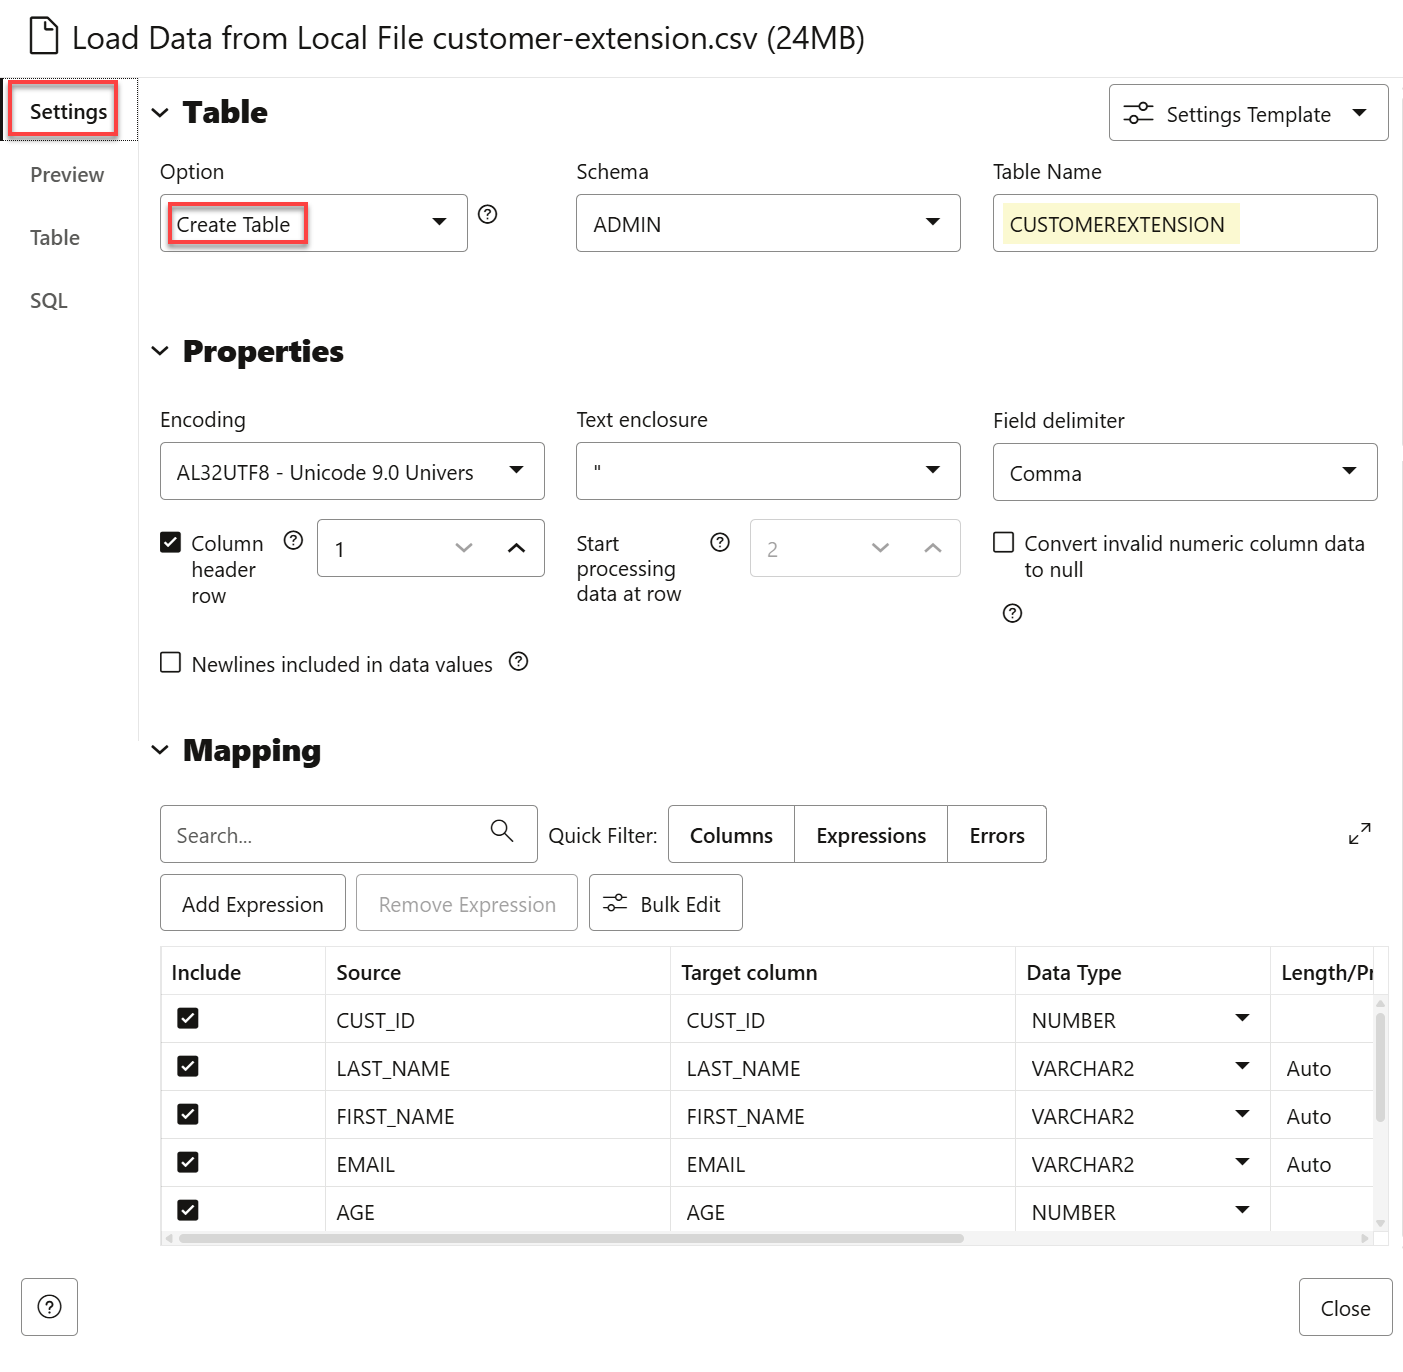 Load Data from Local File customer-extension.csv (24MB)
Settings
Preview
Table
SQL
Table
Settings Template
Option
Schema
Table Name
Create Table
ADMIN
CUSTOMEREXTENSION
Properties
Encoding
Text enclosure
Field delimiter
AL32UTF8 - Unicode 9.0 Univers
"
Comma
Column
header
row
1
Start
processing
data at row
2
Convert invalid numeric column data
to null
Newlines included in data values
Mapping
Search...
Quick Filter:
Columns
Expressions
Errors
Add Expression
Remove Expression
Bulk Edit
Include Source Target column Data Type Length/Pr
CUST_ID CUST_ID NUMBER
LAST_NAME LAST_NAME VARCHAR2 Auto
FIRST_NAME FIRST_NAME VARCHAR2 Auto
EMAIL EMAIL VARCHAR2 Auto
AGE AGE NUMBER
Close